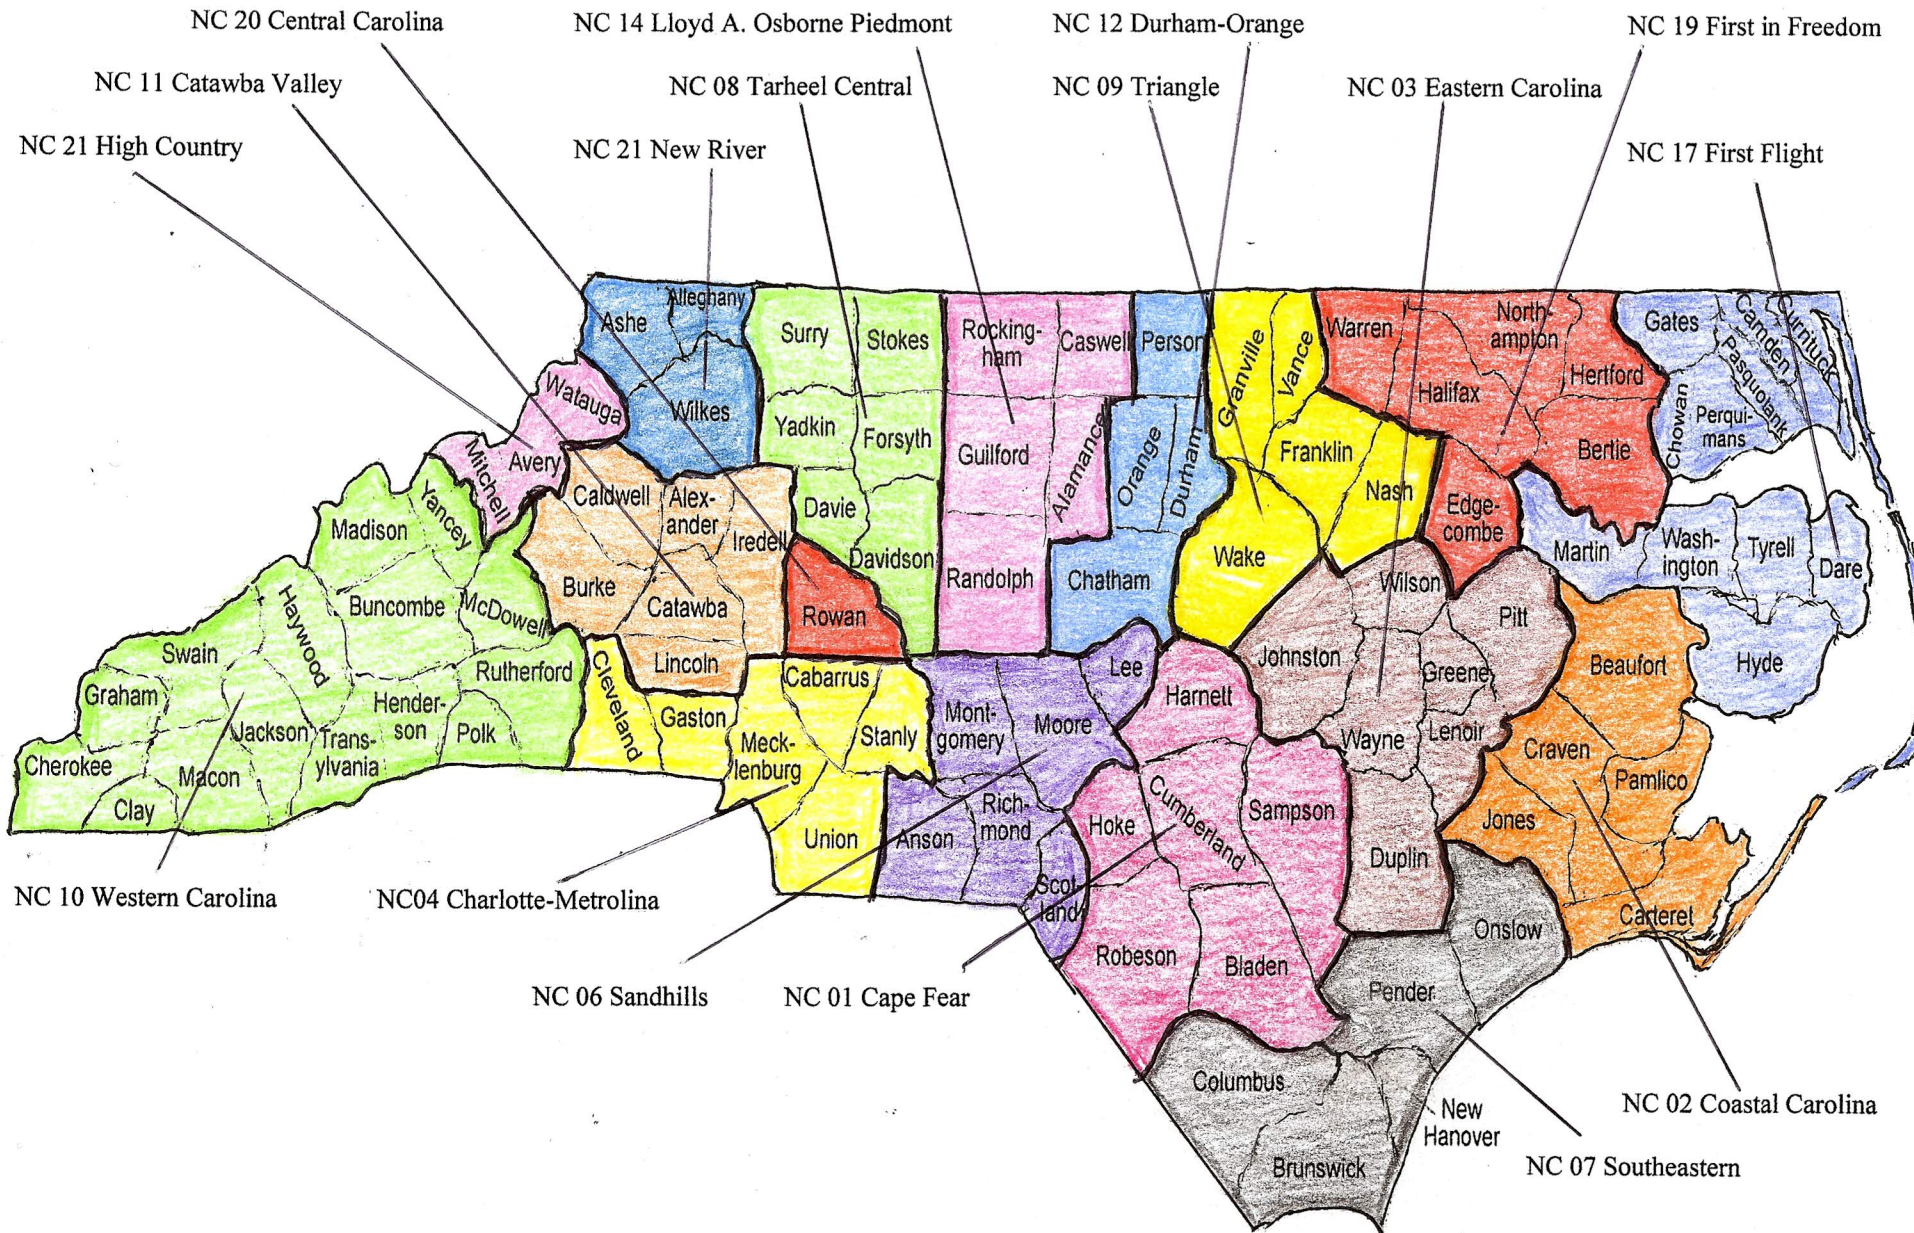 NC 20 Central Carolina
NC 14 Lloyd A. Osborne Piedmont
NC 12 Durham-Orange
NC 19 First in Freedom
NC 11 Catawba Valley
NC 08 Tarheel Central
NC 09 Triangle
NC 03 Eastern Carolina
NC 21 High Country
NC 21 New River
NC 17 First Flight
Ashe
Alleghany
Wilkes
Watauga
Avery
Mitchell
Surry
Stokes
Yadkin
Forsyth
Davie
Davidson
Rocking-
ham
Caswell
Guilford
Alamance
Randolph
Person
Orange
Durham
Chatham
Granville
Vance
Franklin
Nash
Wake
Warren
North-
ampton
Halifax
Hertford
Bertie
Edge-
combe
Gates
Camden
Currituck
Pasquotank
Perqui-
mans
Chowan
Martin
Wash-
ington
Tyrell
Dare
Hyde
Madison
Yancey
Buncombe
McDowell
Haywood
Swain
Graham
Rutherford
Jackson
Trans-
ylvania
Hender-
son
Polk
Cherokee
Macon
Clay
Caldwell
Alex-
ander
Iredell
Burke
Catawba
Lincoln
Rowan
Cleveland
Gaston
Cabarrus
Meck-
lenburg
Stanly
Union
Mont-
gomery
Moore
Lee
Anson
Rich-
mond
Scot-
land
Harnett
Hoke
Cumberland
Sampson
Robeson
Bladen
Johnston
Wilson
Pitt
Greene
Wayne
Lenoir
Duplin
Beaufort
Craven
Pamlico
Jones
Carteret
Onslow
Pender
Columbus
Brunswick
New
Hanover
NC 10 Western Carolina
NC04 Charlotte-Metrolina
NC 06 Sandhills
NC 01 Cape Fear
NC 02 Coastal Carolina
NC 07 Southeastern